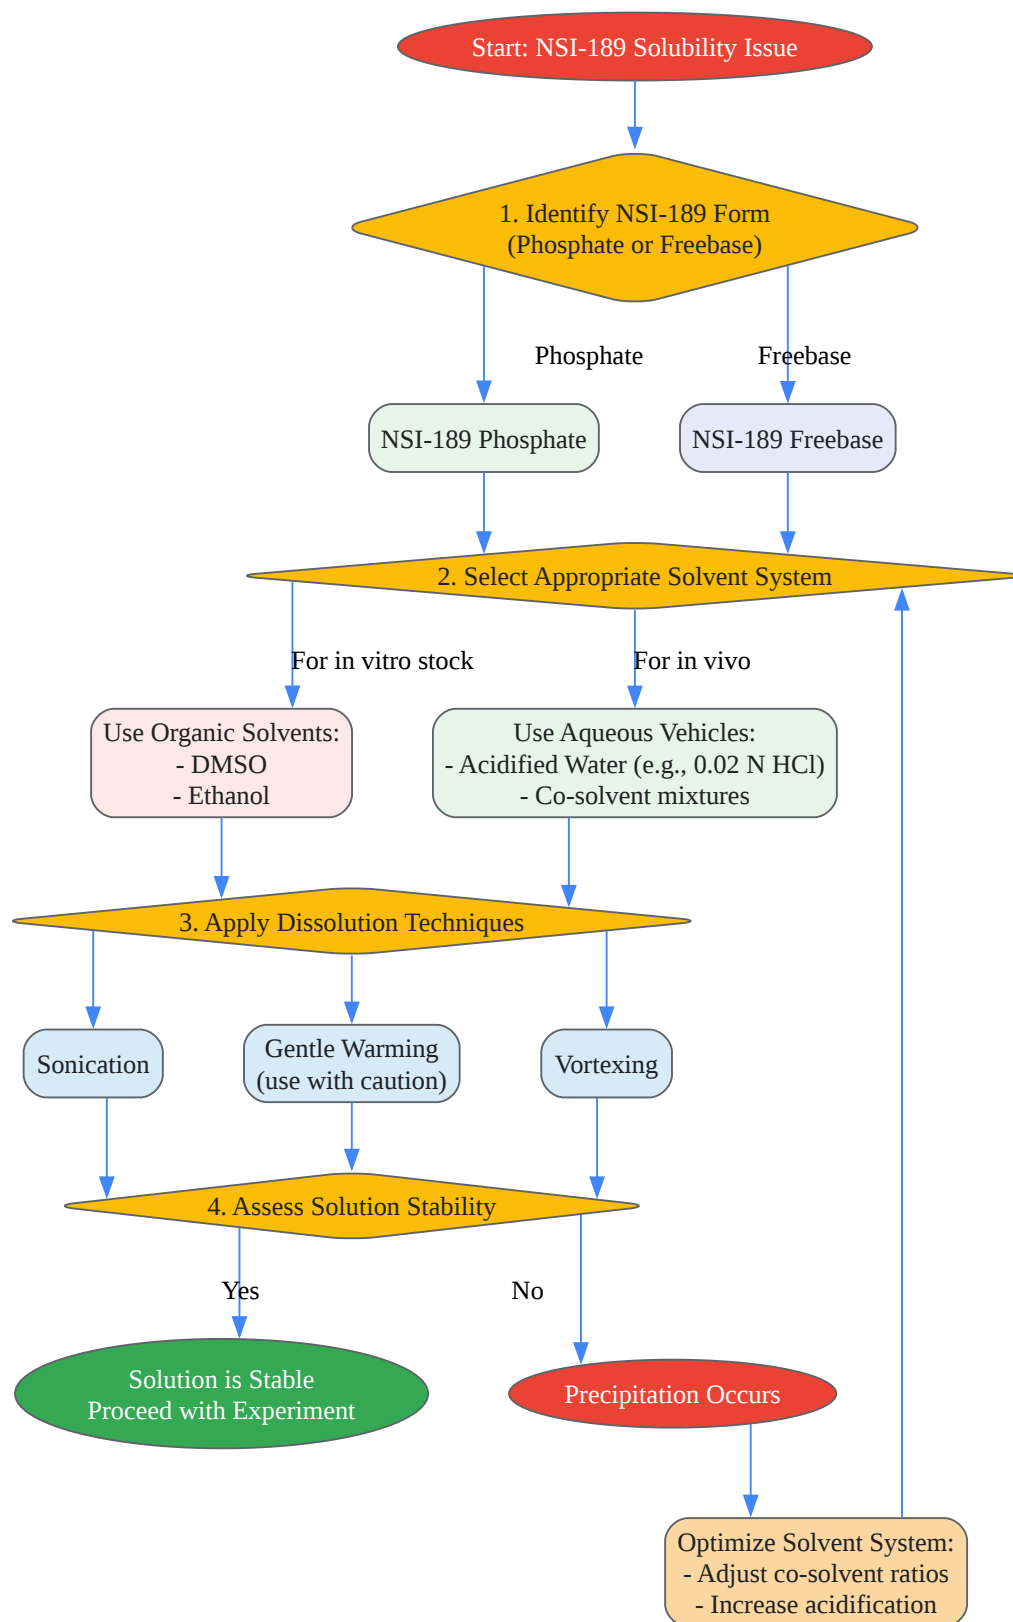 Start: NSI-189 Solubility Issue
1. Identify NSI-189 Form
(Phosphate or Freebase)
Phosphate
Freebase
NSI-189 Phosphate
NSI-189 Freebase
2. Select Appropriate Solvent System
For in vitro stock
For in vivo
Use Organic Solvents:
- DMSO
- Ethanol
Use Aqueous Vehicles:
- Acidified Water (e.g., 0.02 N HCl)
- Co-solvent mixtures
3. Apply Dissolution Techniques
Sonication
Gentle Warming
(use with caution)
Vortexing
4. Assess Solution Stability
Yes
No
Solution is Stable
Proceed with Experiment
Precipitation Occurs
Optimize Solvent System:
- Adjust co-solvent ratios
- Increase acidification